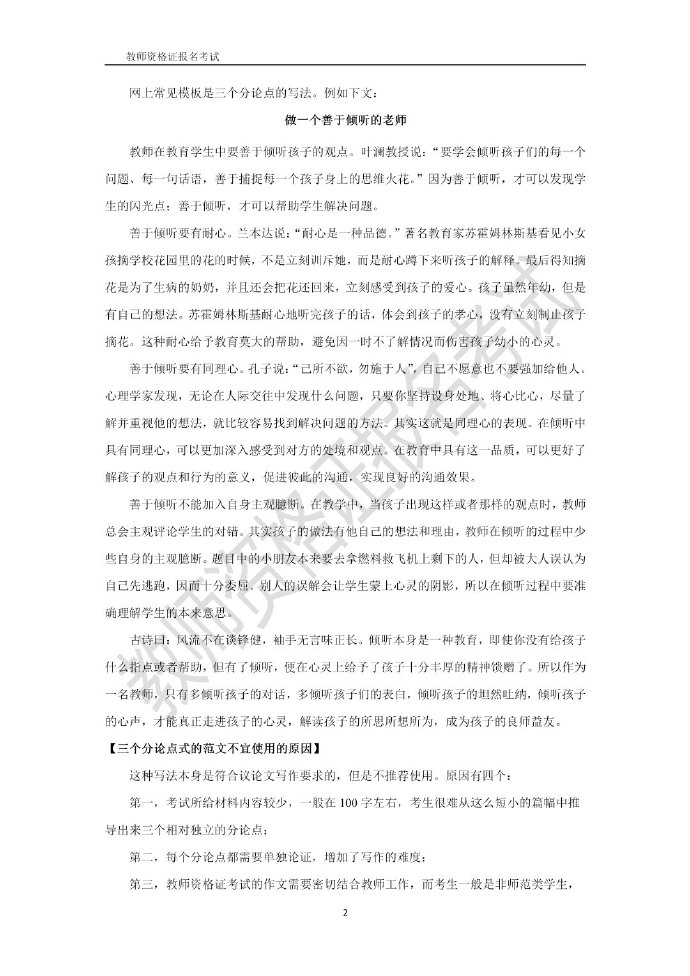 教师资格证报名考试
网上常见模板是三个分论点的写法。例如下文：
做一个善于倾听的老师
教师在教育学生中要善于倾听孩子的观点。叶澜教授说：“要学会倾听孩子们的每一个
问题、每一句话语，善于捕捉每一个孩子身上的思维火花。”因为善于倾听，才可以发现学
生的闪光点；善于倾听，才可以帮助学生解决问题。
善于倾听要有耐心。兰本达说：“耐心是一种品德。”著名教育家苏霍姆林斯基看见小女
孩摘学校花园里的花的时候，不是立刻训斥她，而是耐心蹲下来听孩子的解释。最后得知摘
花是为了生病的奶奶，并且还会把花还回来，立刻感受到孩子的爱心。孩子虽然年幼，但是
有自己的想法。苏霍姆林斯基耐心地听完孩子的话，体会到孩子的孝心，没有立刻制止孩子
摘花。这种耐心给予教育莫大的帮助，避免因一时不了解情况而伤害孩子幼小的心灵。
善于倾听要有同理心。孔子说：“己所不欲，勿施于人”，自己不愿意也不要强加给他人。
心理学家发现，无论在人际交往中发现什么问题，只要你坚持设身处地、将心比心，尽量了
解并重视他的想法，就比较容易找到解决问题的方法。其实这就是同理心的表现。在倾听中
具有同理心，可以更加深入感受到对方的处境和观点。在教育中具有这一品质，可以更好了
解孩子的观点和行为的意义，促进彼此的沟通，实现良好的沟通效果。
善于倾听不能加入自身主观臆断。在教学中，当孩子出现这样或者那样的观点时，教师
总会主观评论学生的对错。其实孩子的做法有他自己的想法和理由，教师在倾听的过程中少
些自身的主观臆断。题目中的小朋友本来要去拿燃料救飞机上剩下的人，但却被大人误认为
自己先逃跑，因而十分委屈。别人的误解会让学生蒙上心灵的阴影，所以在倾听过程中要准
确理解学生的本来意思。
古诗曰：风流不在谈锋健，袖手无言味正长。倾听本身是一种教育，即使你没有给孩子
什么指点或者帮助，但有了倾听，便在心灵上给予了孩子十分丰厚的精神馈赠了。所以作为
一名教师，只有多倾听孩子的对话，多倾听孩子们的表白，倾听孩子的坦然吐纳，倾听孩子
的心声，才能真正走进孩子的心灵，解读孩子的所思所想所为，成为孩子的良师益友。
【三个分论点式的范文不宜使用的原因】
这种写法本身是符合议论文写作要求的，但是不推荐使用。原因有四个：
第一，考试所给材料内容较少，一般在 100 字左右，考生很难从这么短小的篇幅中推
导出来三个相对独立的分论点；
第二，每个分论点都需要单独论证，增加了写作的难度；
第三，教师资格证考试的作文需要密切结合教师工作，而考生一般是非师范类学生，
2
教师资格证报名考试